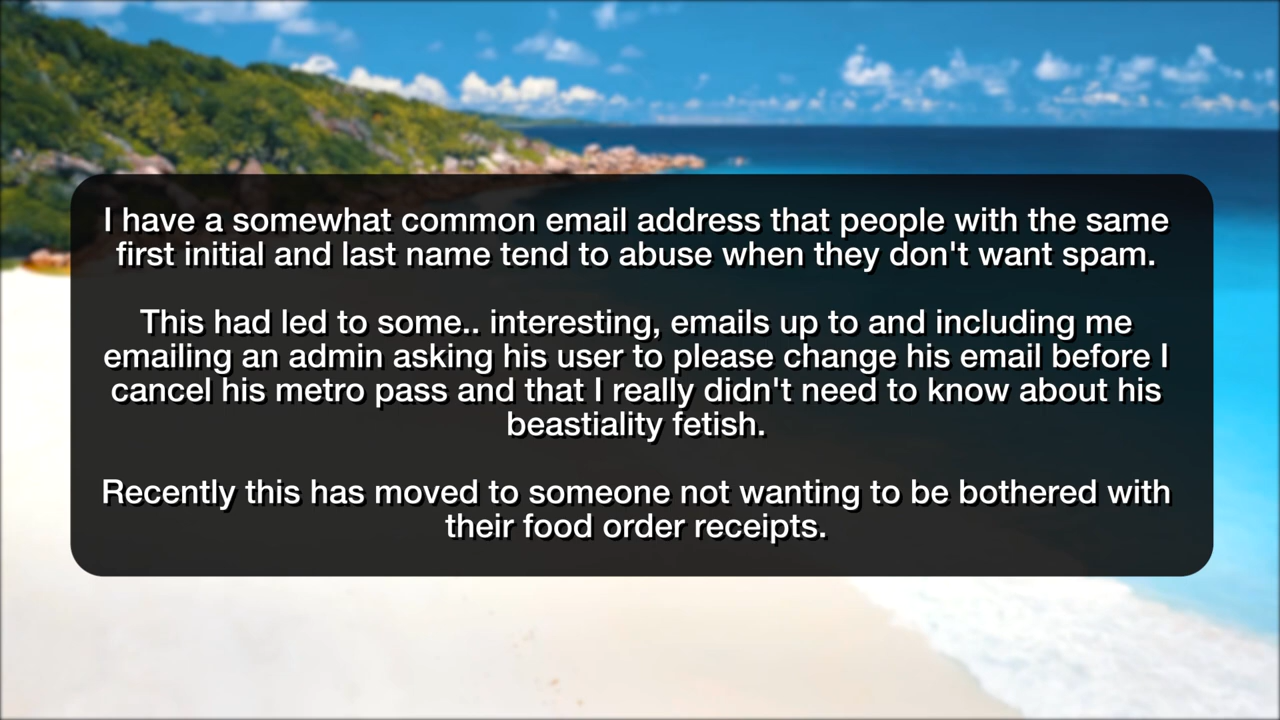 I have a somewhat common email address that people with the same
first initial and last name tend to abuse when they don't want spam.
This had led to some.. interesting, emails up to and including me
emailing an admin asking his user to please change his email before I
cancel his metro pass and that I really didn't need to know about his
beastiality fetish.
Recently this has moved to someone not wanting to be bothered with
their food order receipts.